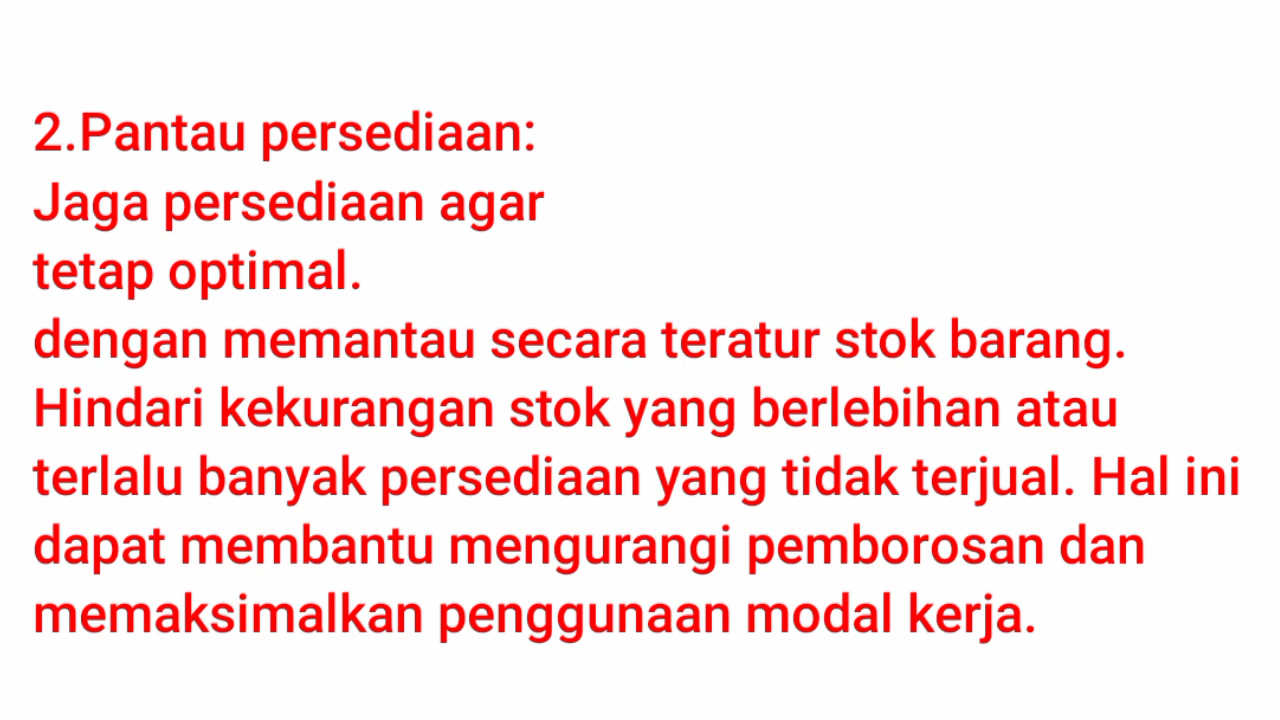 2.Pantau persediaan:
Jaga persediaan agar
tetap optimal.
dengan memantau secara teratur stok barang.
Hindari kekurangan stok yang berlebihan atau
terlalu banyak persediaan yang tidak terjual. Hal ini
dapat membantu mengurangi pemborosan dan
memaksimalkan penggunaan modal kerja.